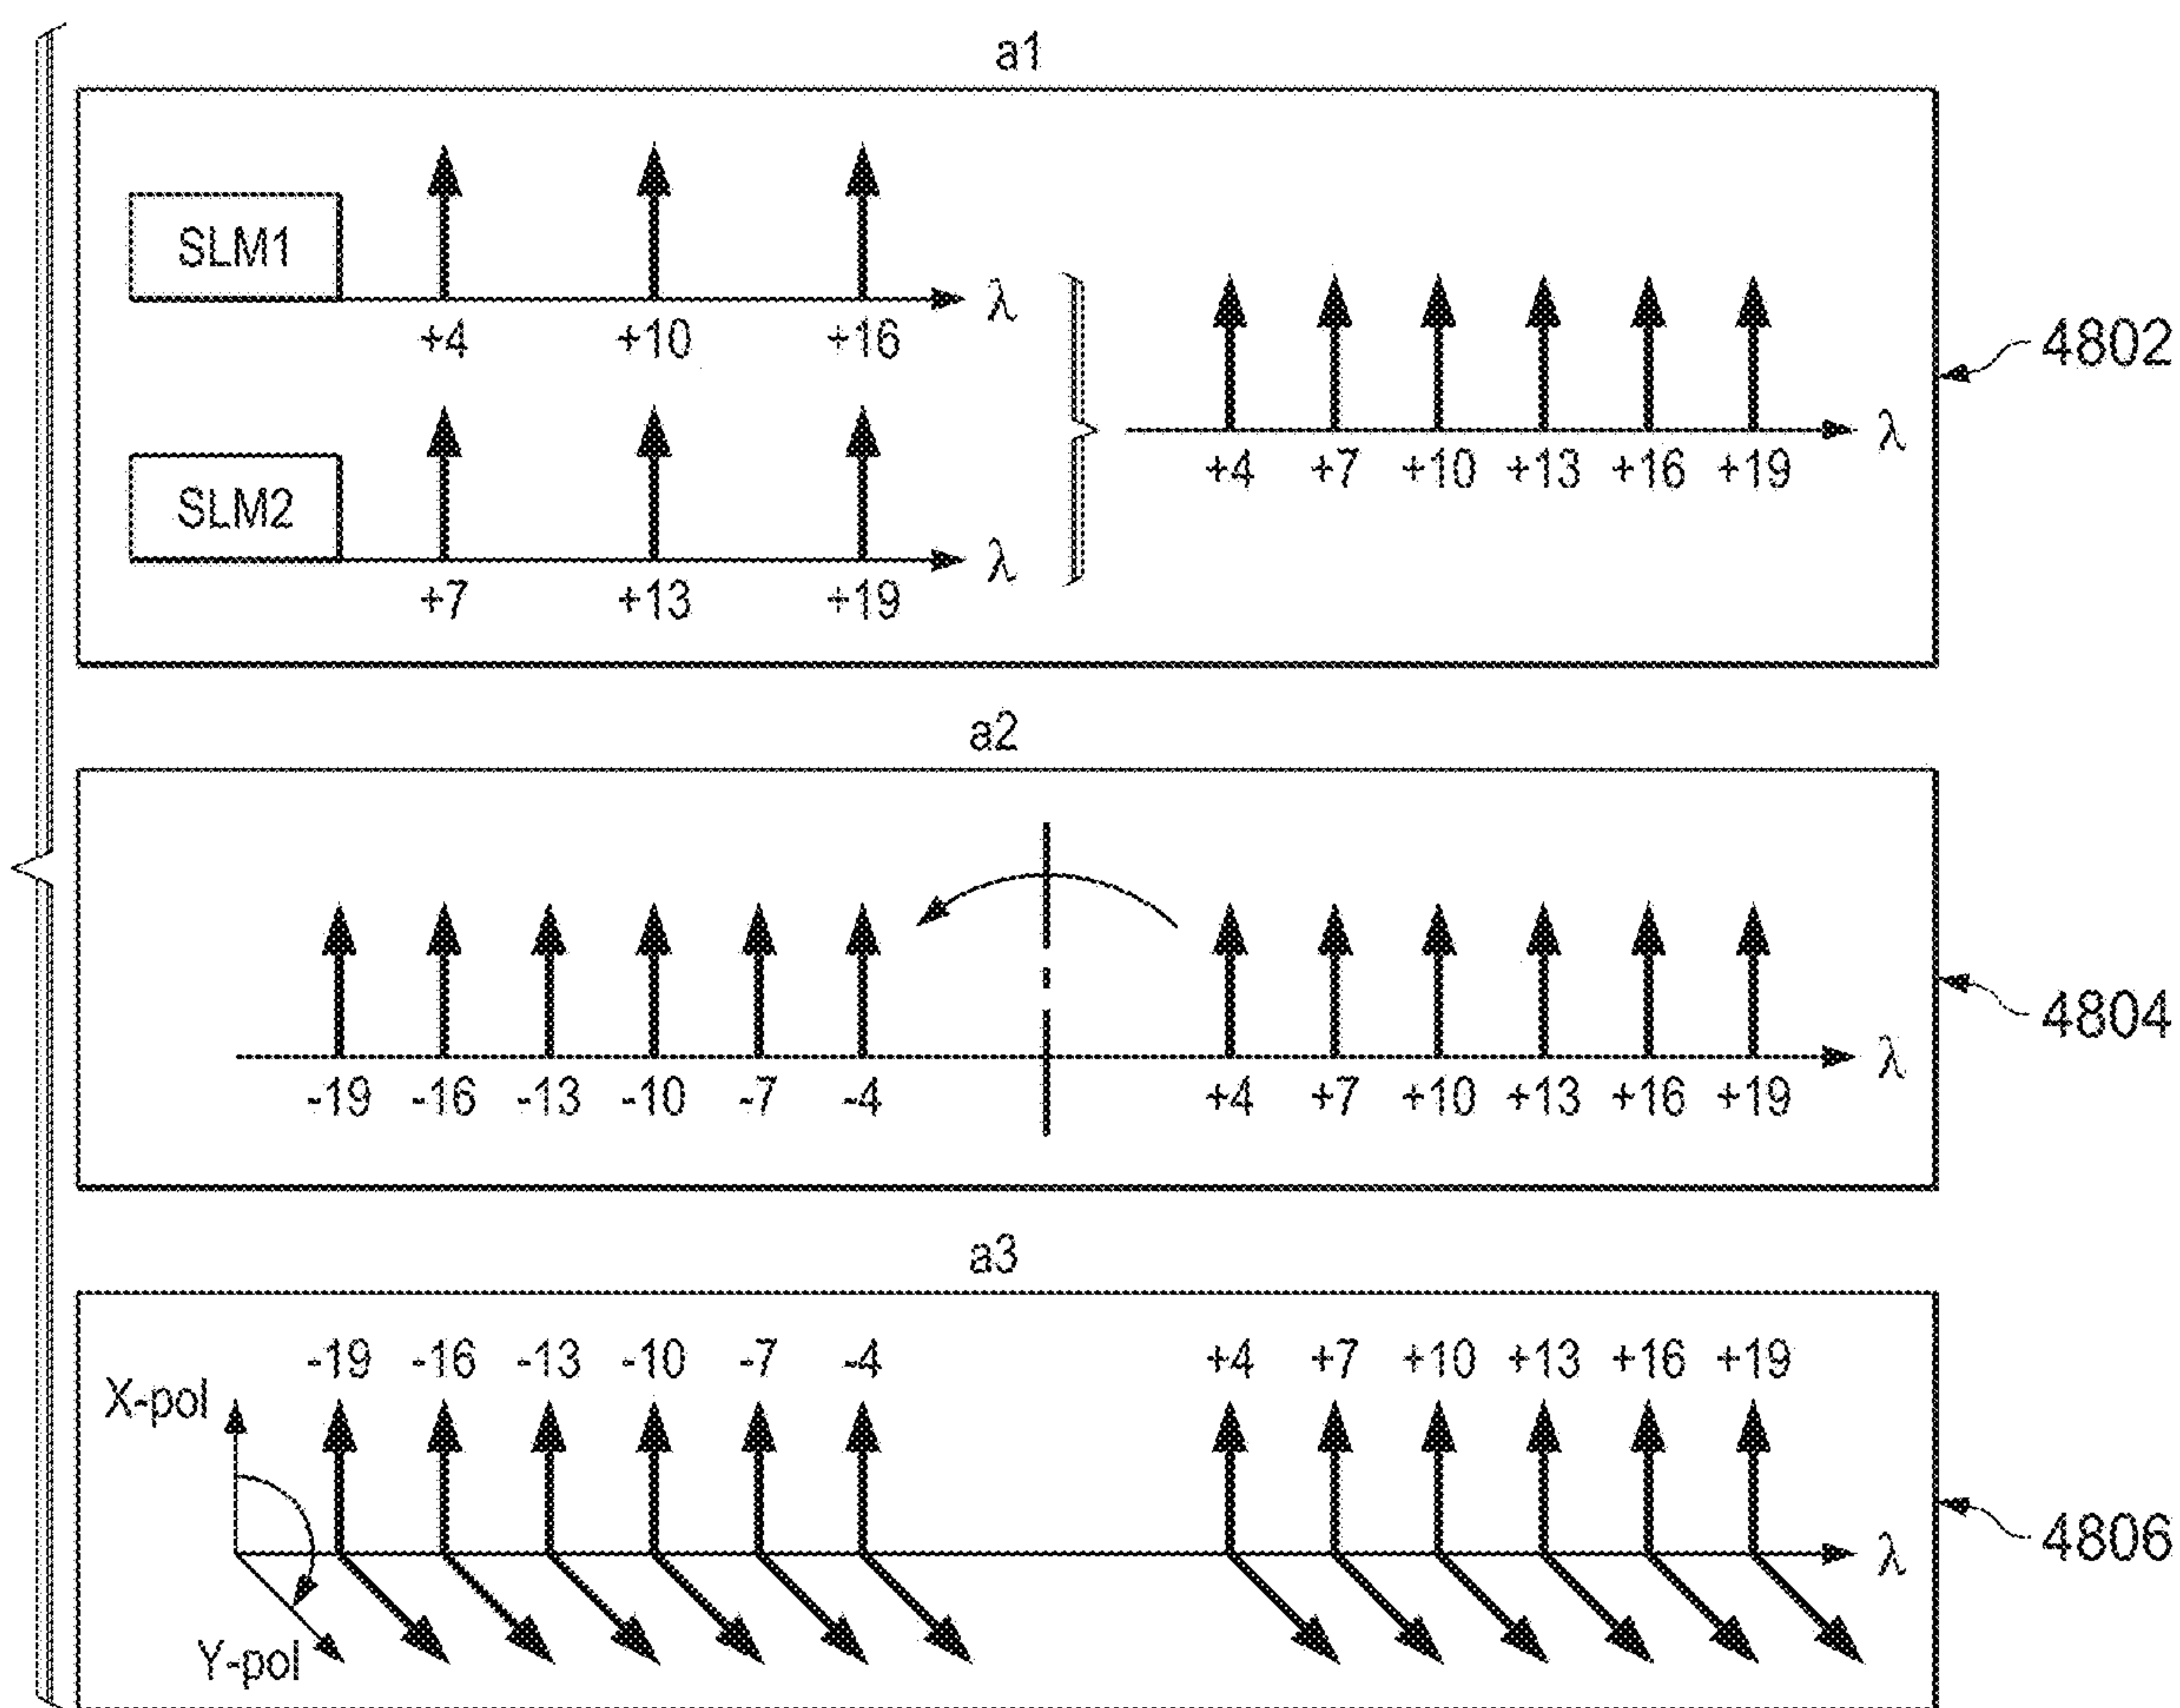 a1
SLM1
λ
+4 +10 +16
SLM2
λ
+7 +13 +19
λ
+4 +7 +10 +13 +16 +19
4802
a2
λ
-19 -16 -13 -10 -7 -4 +4 +7 +10 +13 +16 +19
4804
a3
-19 -16 -13 -10 -7 -4 +4 +7 +10 +13 +16 +19
X-pol
λ
Y-pol
4806